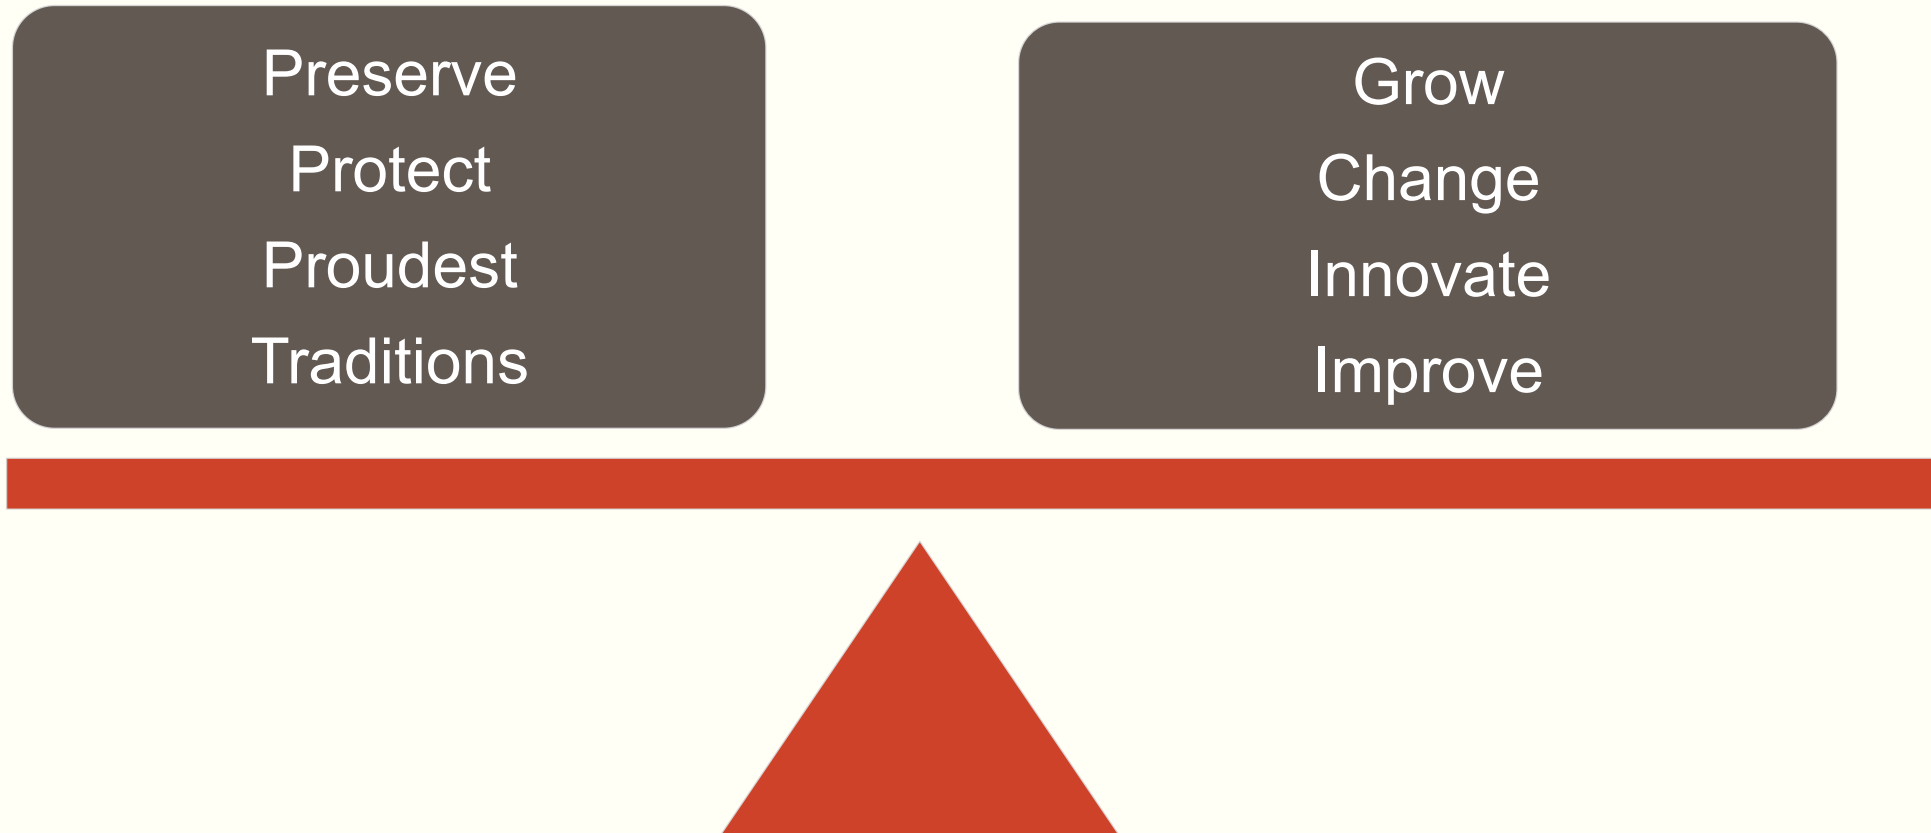 Preserve
Protect
Proudest
Traditions
Grow
Change
Innovate
Improve